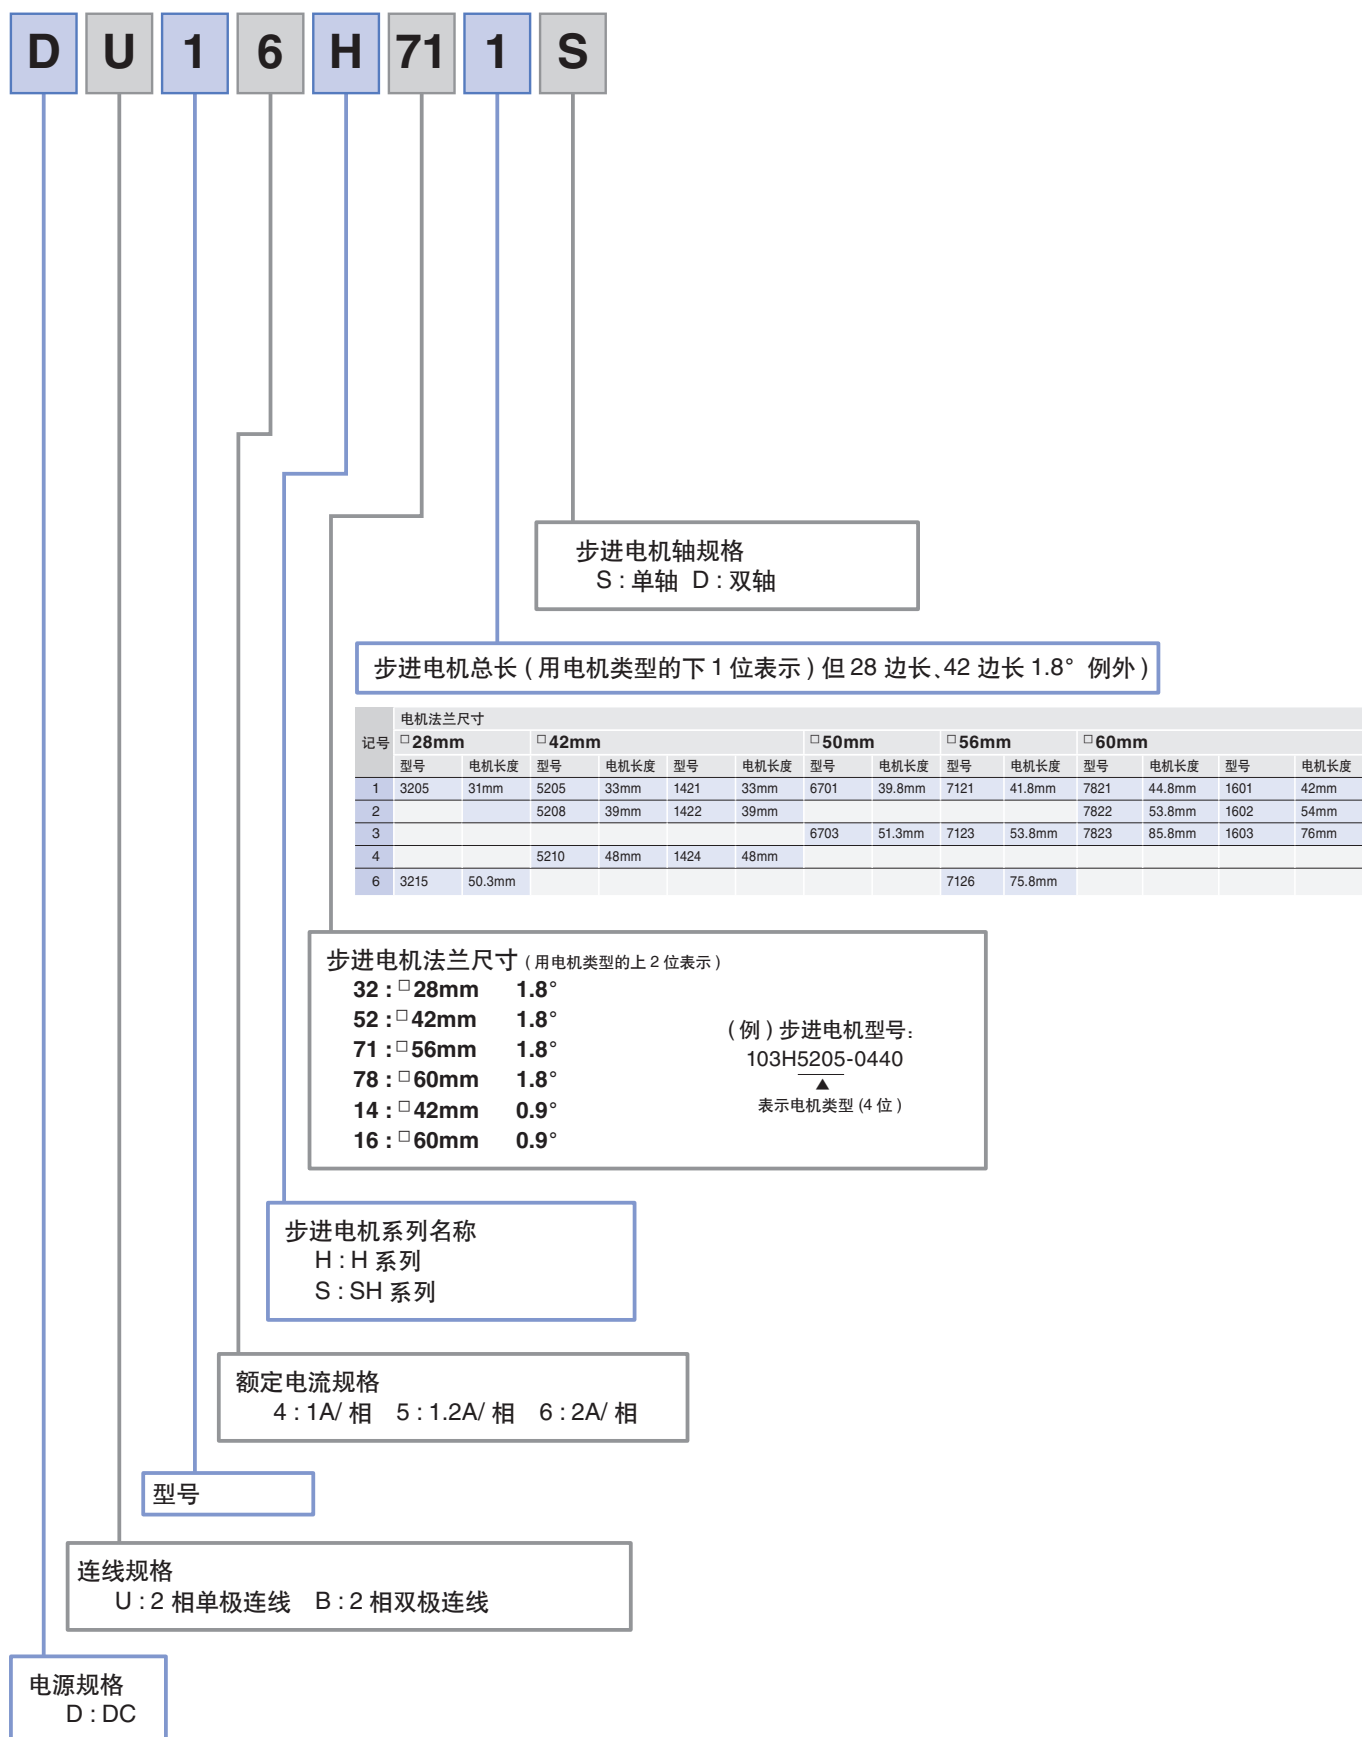 D U 1 6 H 71 1 S
步进电机轴规格
S : 单轴 D : 双轴
步进电机总长 ( 用电机类型的下 1 位表示 ) 但 28 边长、42 边长 1.8° 例外 )
电机法兰尺寸
记号 □28mm □42mm □50mm □56mm □60mm
型号 电机长度 型号 电机长度 型号 电机长度 型号 电机长度 型号 电机长度 型号 电机长度 型号 电机长度
1 3205 31mm 5205 33mm 1421 33mm 6701 39.8mm 7121 41.8mm 7821 44.8mm 1601 42mm
2 5208 39mm 1422 39mm 7822 53.8mm 1602 54mm
3 6703 51.3mm 7123 53.8mm 7823 85.8mm 1603 76mm
4 5210 48mm 1424 48mm
6 3215 50.3mm 7126 75.8mm
步进电机法兰尺寸 ( 用电机类型的上 2 位表示 )
32 : □28mm 1.8°
52 : □42mm 1.8°
71 : □56mm 1.8°
78 : □60mm 1.8°
14 : □42mm 0.9°
16 : □60mm 0.9°
( 例 ) 步进电机型号:
103H5205-0440
▲
表示电机类型 (4 位 )
步进电机系列名称
H : H 系列
S : SH 系列
额定电流规格
4 : 1A/ 相 5 : 1.2A/ 相 6 : 2A/ 相
型号
连线规格
U : 2 相单极连线 B : 2 相双极连线
电源规格
D : DC